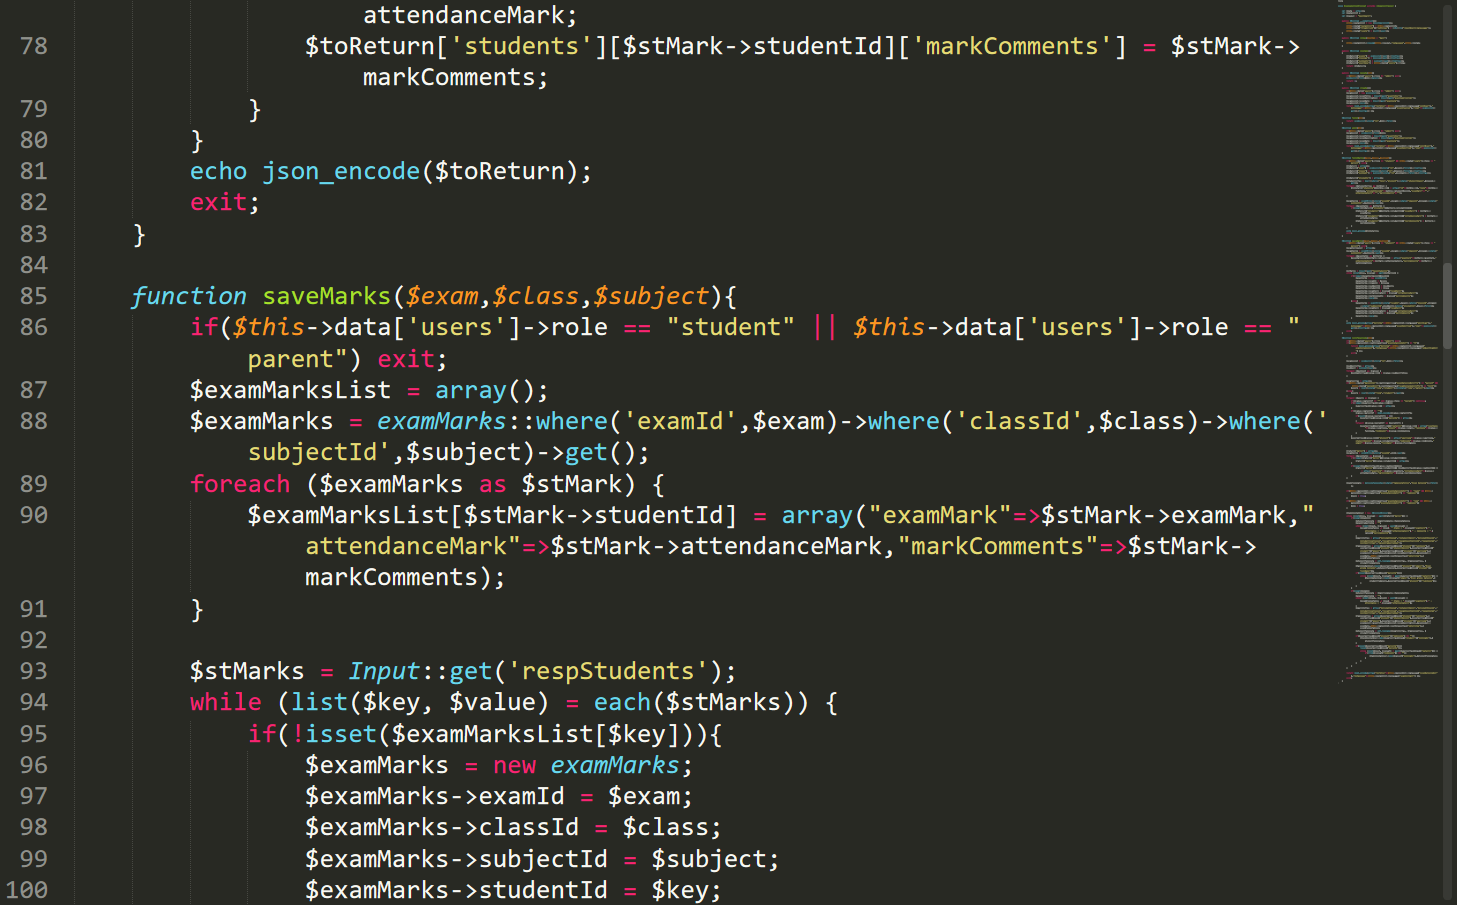 attendanceMark;
78 $toReturn['students'][$stMark->studentId]['markComments'] = $stMark->
markComments;
79 }
80 }
81 echo json_encode($toReturn);
82 exit;
83 }
84
85 function saveMarks($exam,$class,$subject){
86 if($this->data['users']->role == "student" || $this->data['users']->role == "
parent") exit;
87 $examMarksList = array();
88 $examMarks = examMarks::where('examId',$exam)->where('classId',$class)->where('
subjectId',$subject)->get();
89 foreach ($examMarks as $stMark) {
90 $examMarksList[$stMark->studentId] = array("examMark"=>$stMark->examMark,"
attendanceMark"=>$stMark->attendanceMark,"markComments"=>$stMark->
markComments);
91 }
92
93 $stMarks = Input::get('respStudents');
94 while (list($key, $value) = each($stMarks)) {
95 if(!isset($examMarksList[$key])){
96 $examMarks = new examMarks;
97 $examMarks->examId = $exam;
98 $examMarks->classId = $class;
99 $examMarks->subjectId = $subject;
100 $examMarks->studentId = $key;